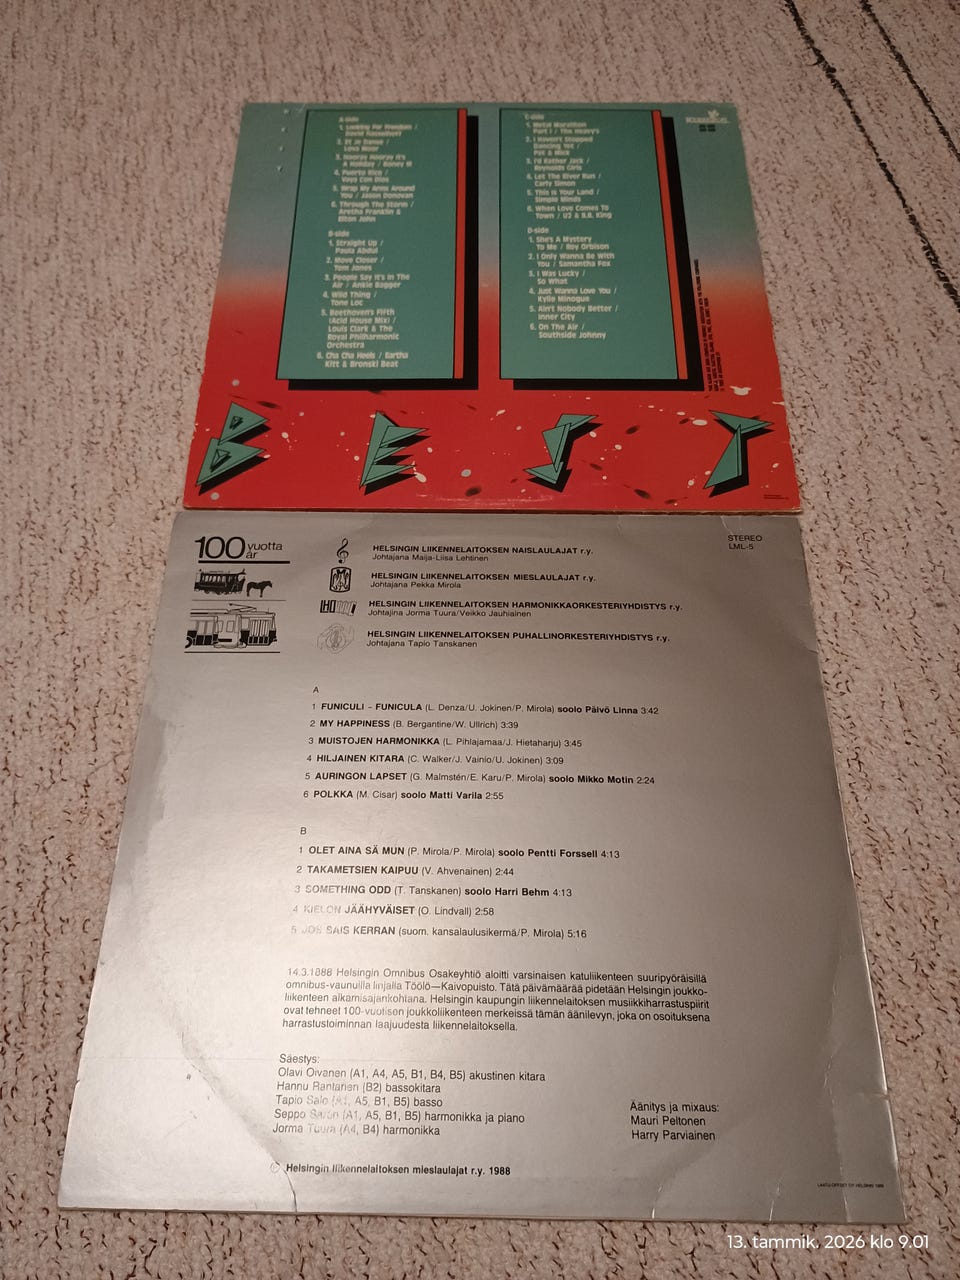 A-side
1. Looking For Freedom /
David Hasselhoff
2. Et Je Danse /
Lova Moor
3. Hooray Hooray It's
A Holiday / Boney M
4. Puerto Rico /
Vaya Con Dios
5. Wrap My Arms Around
You / Jason Donovan
6. Through The Storm /
Aretha Franklin &
Elton John
B-side
1. Straight Up /
Paula Abdul
2. Move Closer /
Tom Jones
3. People Say It's In The
Air / Ankie Bagger
4. Wild Thing /
Tone Loc
5. Beethoven's Fifth
(Acid House Mix) /
Louis Clark & The
Royal Philharmonic
Orchestra
6. Cha Cha Heels / Eartha
Kitt & Bronski Beat
C-side
1. Metal Marathon
Part I / The Heavy's
2. I Haven't Stopped
Dancing Yet /
Pat & Mick
3. I'd Rather Jack /
Reynolds Girls
4. Let The River Run /
Carly Simon
5. This Is Your Land /
Simple Minds
6. When Love Comes To
Town / U2 & B.B. King
D-side
1. She's A Mystery
To Me / Roy Orbison
2. I Only Wanna Be With
You / Samantha Fox
3. I Was Lucky /
So What
4. Just Wanna Love You /
Kylie Minogue
5. Ain't Nobody Better /
Inner City
6. On The Air /
Southside Johnny
BEST
100 vuotta
år
STEREO
LML-5
HELSINGIN LIIKENNELAITOKSEN NAISLAULAJAT r.y.
Johtajana Maija-Liisa Lehtinen
HELSINGIN LIIKENNELAITOKSEN MIESLAULAJAT r.y.
Johtajana Pekka Mirola
HELSINGIN LIIKENNELAITOKSEN HARMONIKKAORKESTERIYHDISTYS r.y.
Johtajina Jorma Tuura/Veikko Jauhiainen
HELSINGIN LIIKENNELAITOKSEN PUHALLINORKESTERIYHDISTYS r.y.
Johtajana Tapio Tanskanen
A
1 FUNICULI - FUNICULA (L. Denza/U. Jokinen/P. Mirola) soolo Päivö Linna 3:42
2 MY HAPPINESS (B. Bergantine/W. Ullrich) 3:39
3 MUISTOJEN HARMONIKKA (L. Pihlajamaa/J. Hietaharju) 3:45
4 HILJAINEN KITARA (C. Walker/J. Vainio/U. Jokinen) 3:09
5 AURINGON LAPSET (G. Malmstén/E. Karu/P. Mirola) soolo Mikko Motin 2:24
6 POLKKA (M. Cisar) soolo Matti Varila 2:55
B
1 OLET AINA SÄ MUN (P. Mirola/P. Mirola) soolo Pentti Forssell 4:13
2 TAKAMETSIEN KAIPUU (V. Ahvenainen) 2:44
3 SOMETHING ODD (T. Tanskanen) soolo Harri Behm 4:13
4 KIELON JÄÄHYVÄISET (O. Lindvall) 2:58
5 JOS SAIS KERRAN (suom. kansalaulusikermä/P. Mirola) 5:16
14.3.1888 Helsingin Omnibus Osakeyhtiö aloitti varsinaisen katuliikenteen suuripyöräisillä
omnibus-vaunuilla linjalla Töölö—Kaivopuisto. Tätä päivämäärää pidetään Helsingin joukko-
liikenteen alkamisajankohtana. Helsingin kaupungin liikennelaitoksen musiikkiharrastuspiirit
ovat tehneet 100-vuotisen joukkoliikenteen merkeissä tämän äänilevyn, joka on osoituksena
harrastustoiminnan laajuudesta liikennelaitoksella.
Säestys:
Olavi Oivanen (A1, A4, A5, B1, B4, B5) akustinen kitara
Hannu Rantanen (B2) bassokitara
Tapio Salo (A1, A5, B1, B5) basso
Seppo (A1, A5, B1, B5) harmonikka ja piano
Jorma Tuura (A4, B4) harmonikka
Äänitys ja mixaus:
Mauri Peltonen
Harry Parviainen
© Helsingin liikennelaitoksen mieslaulajat r.y. 1988
13. tammik. 2026 klo 9.01